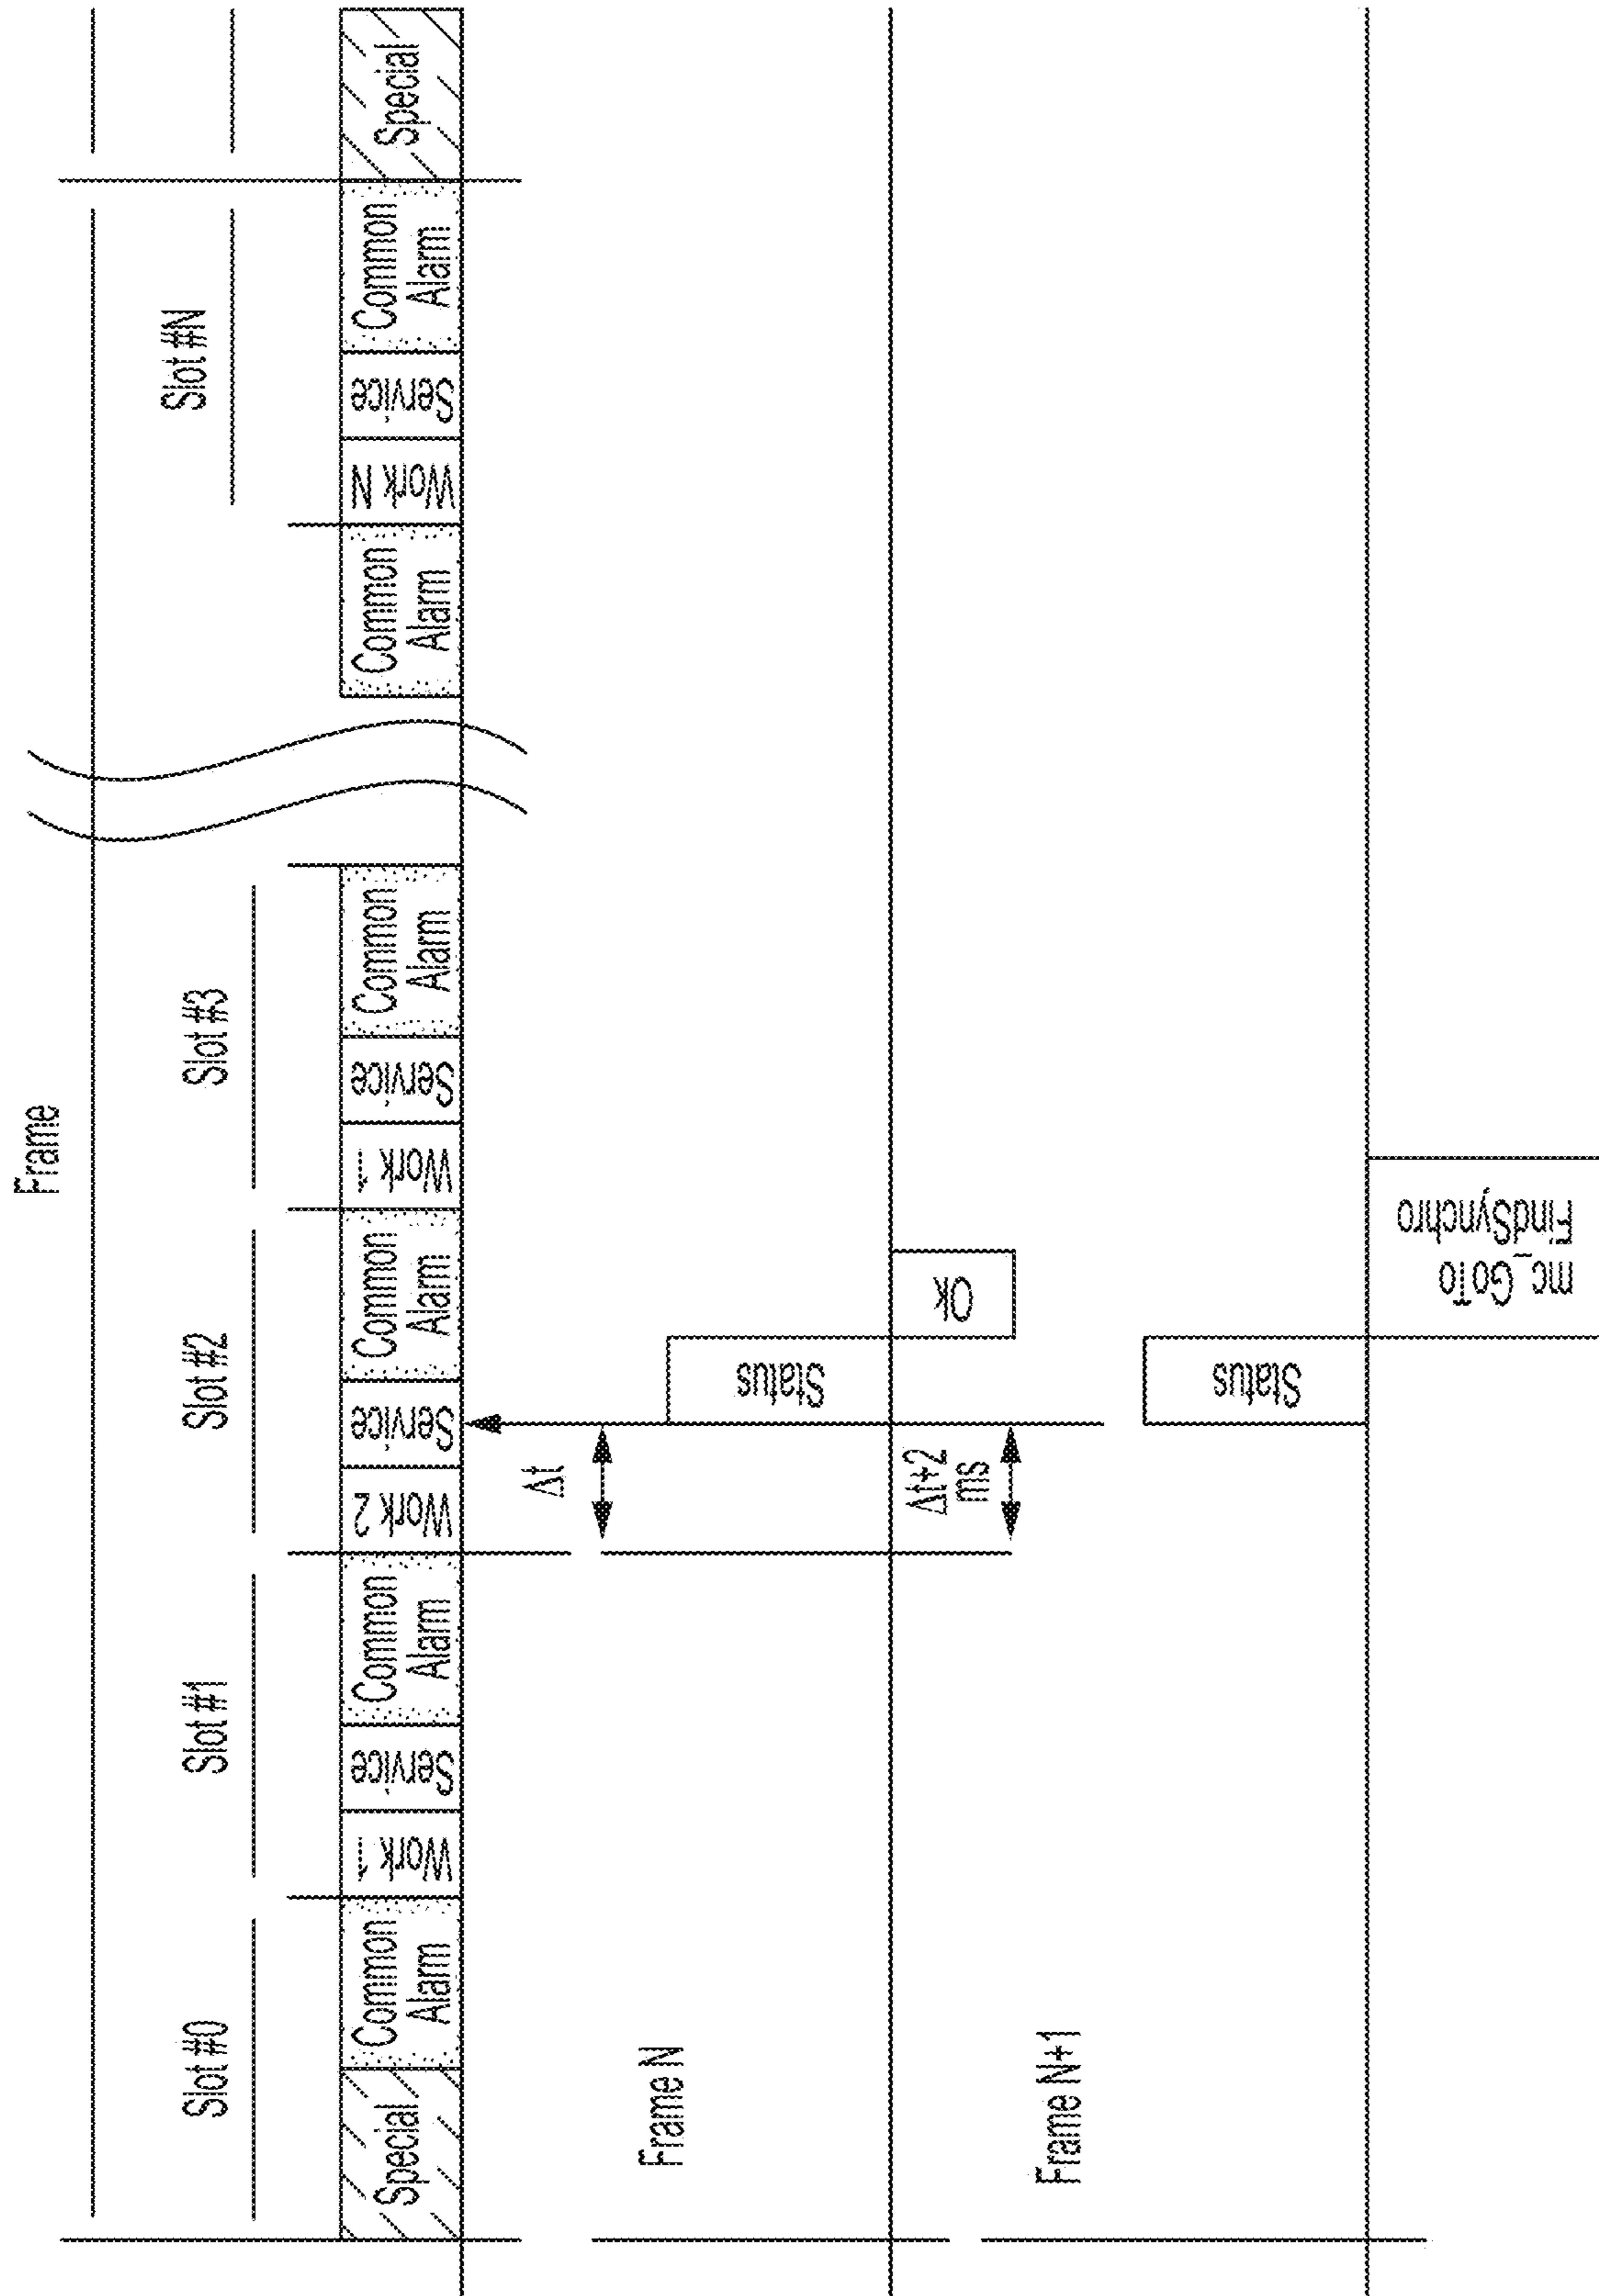 Frame
Slot #0
Slot #1
Slot #2
Slot #3
Slot #N
Special
Common
Alarm
Work 1
Service
Common
Alarm
Work 2
Service
Common
Alarm
Work 1
Service
Common
Alarm
Common
Alarm
Work N
Service
Common
Alarm
Special
Δt
Frame N
Status
Δt+2
ms
Ok
Frame N+1
Status
mc_GoTo
FindSynchro